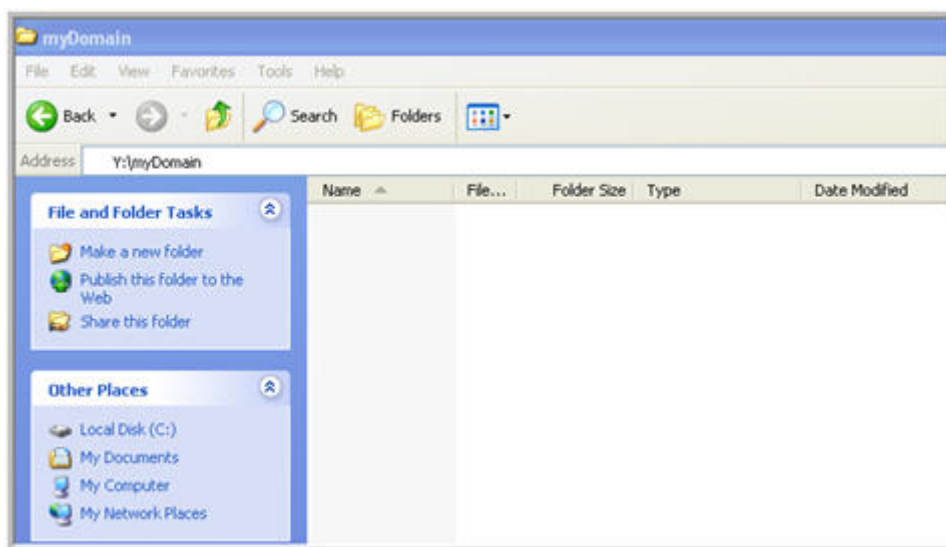 myDomain
File Edit View Favorites Tools Help
Back Search Folders
Address Y:\myDomain
Name File... Folder Size Type Date Modified
File and Folder Tasks
Make a new folder
Publish this folder to the
Web
Share this folder
Other Places
Local Disk (C:)
My Documents
My Computer
My Network Places